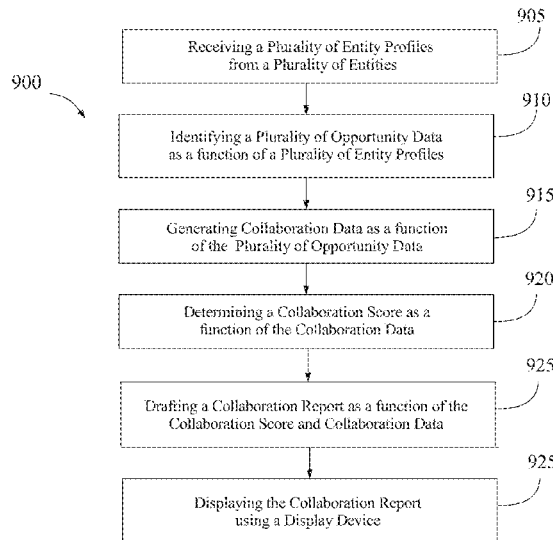 905
Receiving a Plurality of Entity Profiles
from a Plurality of Entities
900
910
Identifying a Plurality of Opportunity Data
as a function of a Plurality of Entity Profiles
915
Generating Collaboration Data as a function
of the Plurality of Opportunity Data
920
Determining a Collaboration Score as a
function of the Collaboration Data
925
Drafting a Collaboration Report as a function of the
Collaboration Score and Collaboration Data
925
Displaying the Collaboration Report
using a Display Device